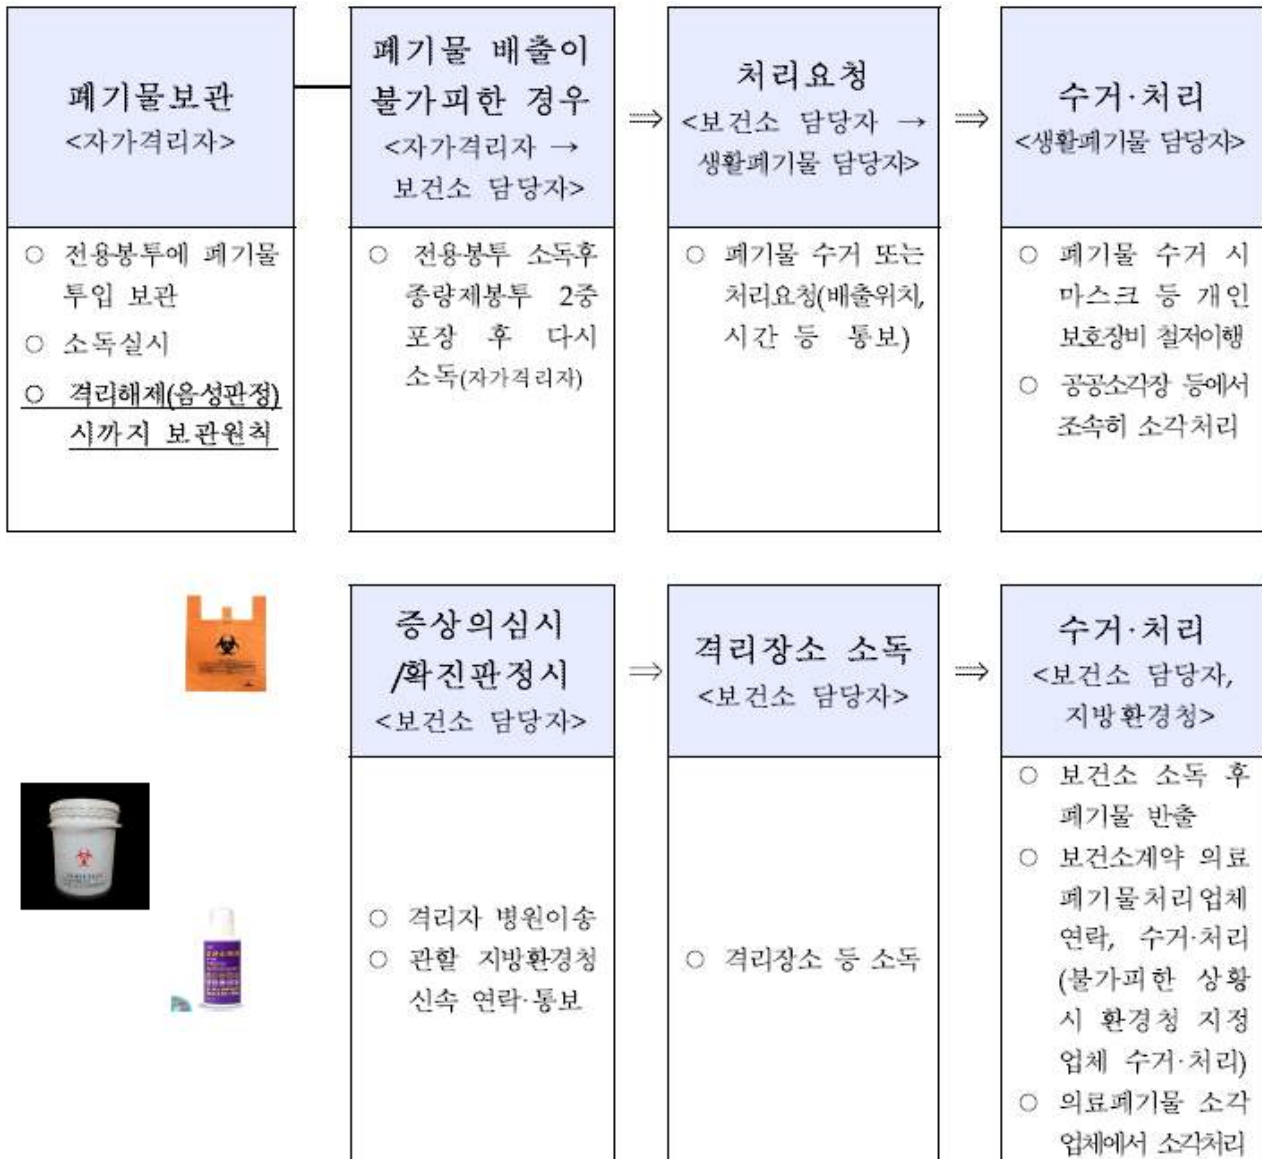 폐기물보관
<자가격리자>
○ 전용봉투에 폐기물
투입 보관
○ 소독실시
○ 격리해제(음성판정)
시까지 보관원칙
폐기물 배출이
불가피한 경우
<자가격리자 →
보건소 담당자>
○ 전용봉투 소독후
종량제봉투 2중
포장 후 다시
소독(자가격리자)
⇒
처리요청
<보건소 담당자 →
생활폐기물 담당자>
○ 폐기물 수거 또는
처리요청(배출위치,
시간 등 통보)
⇒
수거·처리
<생활폐기물 담당자>
○ 폐기물 수거 시
마스크 등 개인
보호장비 철저이행
○ 공공소각장 등에서
조속히 소각처리
증상의심시
/확진판정시
<보건소 담당자>
○ 격리자 병원이송
○ 관할 지방환경청
신속 연락·통보
⇒
격리장소 소독
<보건소 담당자>
○ 격리장소 등 소독
⇒
수거·처리
<보건소 담당자,
지방환경청>
○ 보건소 소독 후
폐기물 반출
○ 보건소계약 의료
폐기물처리업체
연락, 수거·처리
(불가피한 상황
시 환경청 지정
업체 수거·처리)
○ 의료폐기물 소각
업체에서 소각처리